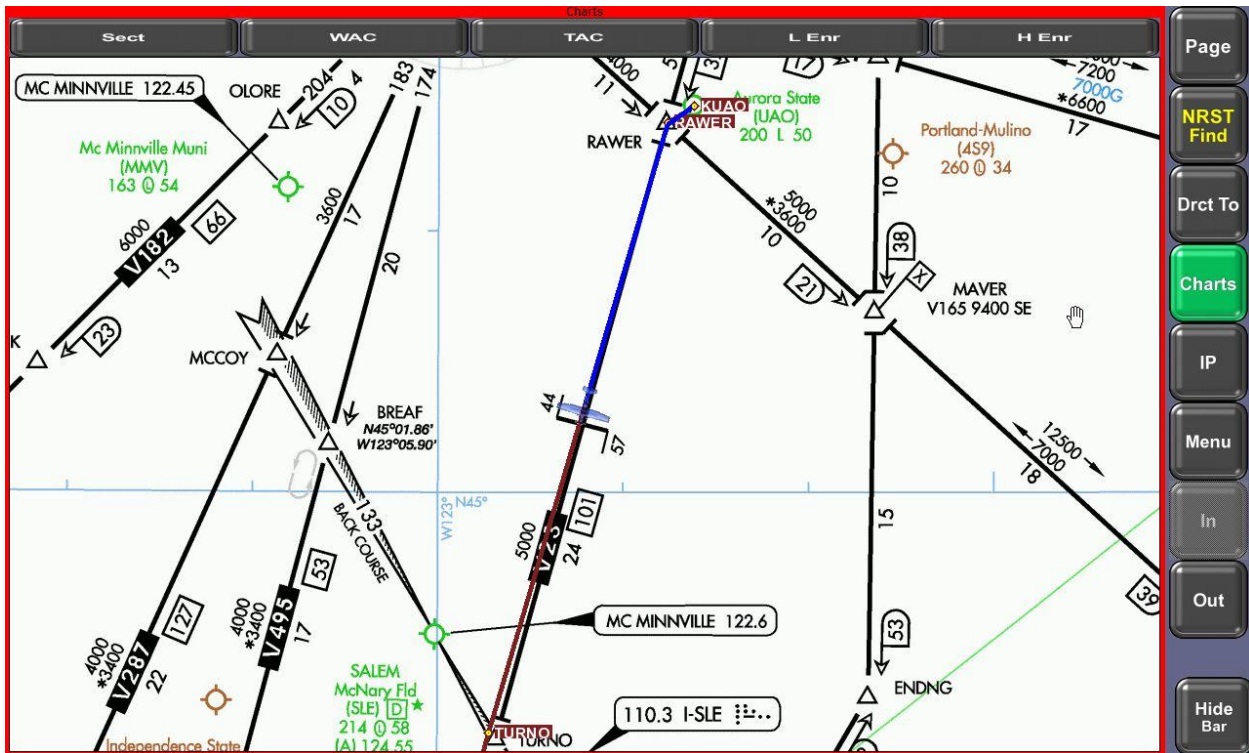 Charts
Sect
WAC
TAC
L Enr
H Enr
Page
NRST
Find
Drct To
Charts
IP
Menu
In
Out
Hide
Bar
MC MINNVILLE 122.45
OLORE
204
4
10
183
174
4000
11
17
7200
7000G
*6600
17
Mc Minnville Muni
(MMV)
163 L 54
KUAO
RAWER
RAWER
Aurora State
(UAO)
200 L 50
Portland-Mulino
(4S9)
260 L 34
10
6000
V182
13
66
3600
17
20
5000
*3600
10
21
38
X
MAVER
V165 9400 SE
K
23
MCCOY
BREAF
N45°01.86'
W123°05.90'
44
57
12500
7000
18
N45°
W123°
133
BACK COURSE
5000
V23
24
101
15
39
4000
*3400
V287
22
127
4000
*3400
V495
17
53
MC MINNVILLE 122.6
53
SALEM
McNary Fld
(SLE) D ★
214 L 58
(A) 124.55
ENDNG
110.3 I-SLE
TURNO
TURNO
Independence State